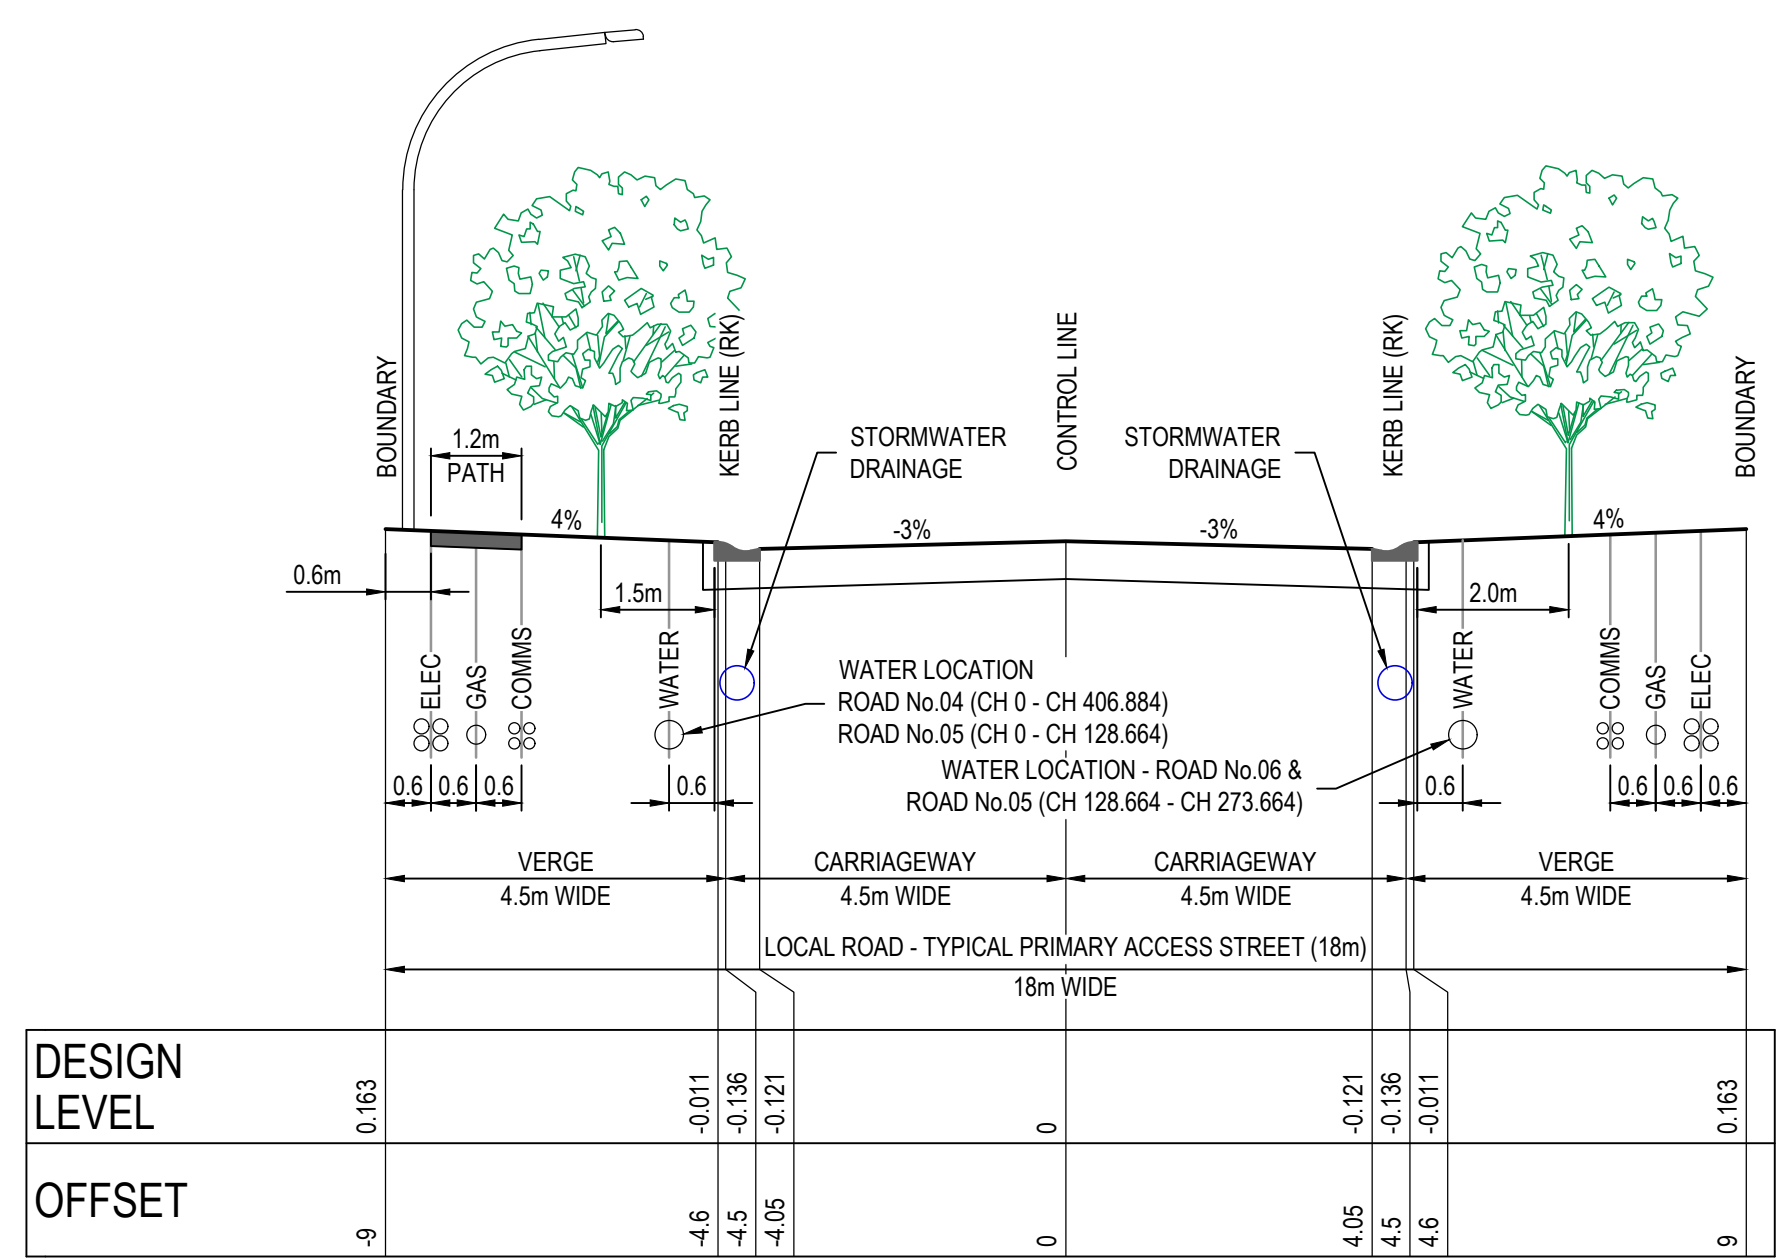 BOUNDARY
KERB LINE (RK)
CONTROL LINE
KERB LINE (RK)
BOUNDARY
1.2m
PATH
STORMWATER
DRAINAGE
STORMWATER
DRAINAGE
4%
-3%
-3%
4%
0.6m
1.5m
2.0m
ELEC
GAS
COMMS
WATER
WATER
COMMS
GAS
ELEC
WATER LOCATION
ROAD No.04 (CH 0 - CH 406.884)
ROAD No.05 (CH 0 - CH 128.664)
WATER LOCATION - ROAD No.06 &
ROAD No.05 (CH 128.664 - CH 273.664)
0.6 0.6 0.6 0.6 0.6 0.6 0.6 0.6
VERGE CARRIAGEWAY CARRIAGEWAY VERGE
4.5m WIDE 4.5m WIDE 4.5m WIDE 4.5m WIDE
LOCAL ROAD - TYPICAL PRIMARY ACCESS STREET (18m)
18m WIDE
DESIGN
LEVEL
0.163 -0.011 -0.136 -0.121 0 -0.121 -0.136 -0.011 0.163
OFFSET
-9 -4.6 -4.5 -4.05 0 4.05 4.5 4.6 9